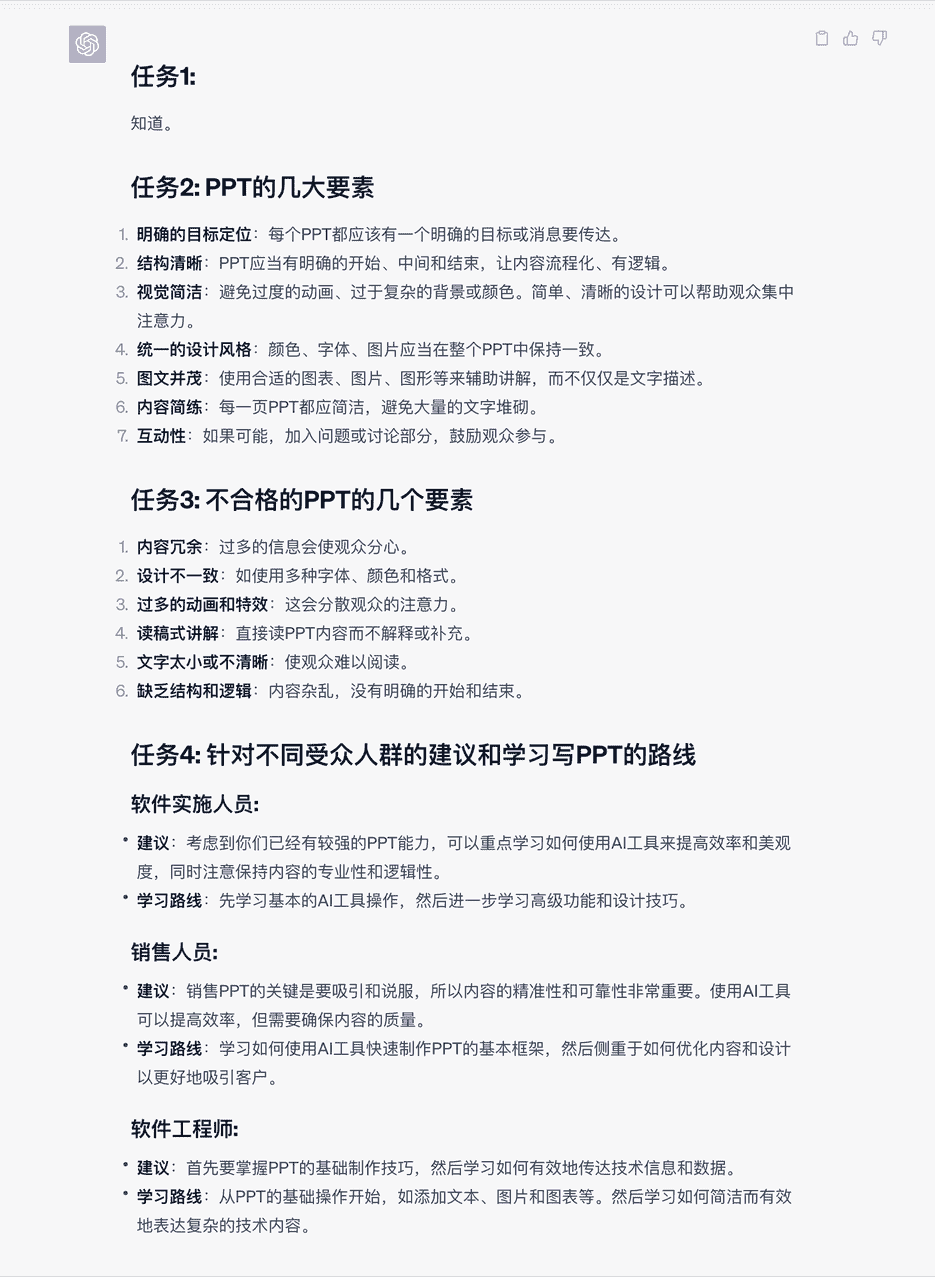 任务1:
知道。
任务2: PPT的几大要素
1. 明确的目标定位：每个PPT都应该有一个明确的目标或消息要传达。
2. 结构清晰：PPT应当有明确的开始、中间和结束，让内容流程化、有逻辑。
3. 视觉简洁：避免过度的动画、过于复杂的背景或颜色。简单、清晰的设计可以帮助观众集中
注意力。
4. 统一的设计风格：颜色、字体、图片应当在整个PPT中保持一致。
5. 图文并茂：使用合适的图表、图片、图形等来辅助讲解，而不仅仅是文字描述。
6. 内容简练：每一页PPT都应简洁，避免大量的文字堆砌。
7. 互动性：如果可能，加入问题或讨论部分，鼓励观众参与。
任务3: 不合格的PPT的几个要素
1. 内容冗余：过多的信息会使观众分心。
2. 设计不一致：如使用多种字体、颜色和格式。
3. 过多的动画和特效：这会分散观众的注意力。
4. 读稿式讲解：直接读PPT内容而不解释或补充。
5. 文字太小或不清晰：使观众难以阅读。
6. 缺乏结构和逻辑：内容杂乱，没有明确的开始和结束。
任务4: 针对不同受众人群的建议和学习写PPT的路线
软件实施人员:
• 建议：考虑到你们已经有较强的PPT能力，可以重点学习如何使用AI工具来提高效率和美观
度，同时注意保持内容的专业性和逻辑性。
• 学习路线：先学习基本的AI工具操作，然后进一步学习高级功能和设计技巧。
销售人员:
• 建议：销售PPT的关键是要吸引和说服，所以内容的精准性和可靠性非常重要。使用AI工具
可以提高效率，但需要确保内容的质量。
• 学习路线：学习如何使用AI工具快速制作PPT的基本框架，然后侧重于如何优化内容和设计
以更好地吸引客户。
软件工程师:
• 建议：首先要掌握PPT的基础制作技巧，然后学习如何有效地传达技术信息和数据。
• 学习路线：从PPT的基础操作开始，如添加文本、图片和图表等。然后学习如何简洁而有效
地表达复杂的技术内容。